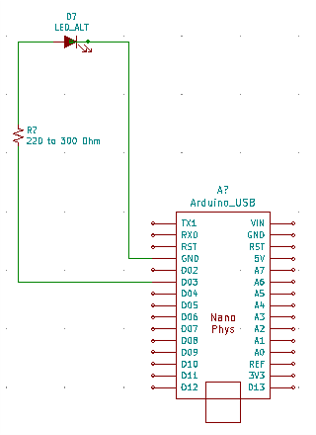 D?
LED_ALT
R?
220 to 300 Ohm
A?
Arduino_USB
TX1 VIN
RX0 GND
RST RST
GND 5V
D02 A7
D03 A6
D04 A5
D05 A4
D06 A3
Nano
D07 A2
Phys
D08 A1
D09 A0
D10 REF
D11 3V3
D12 D13